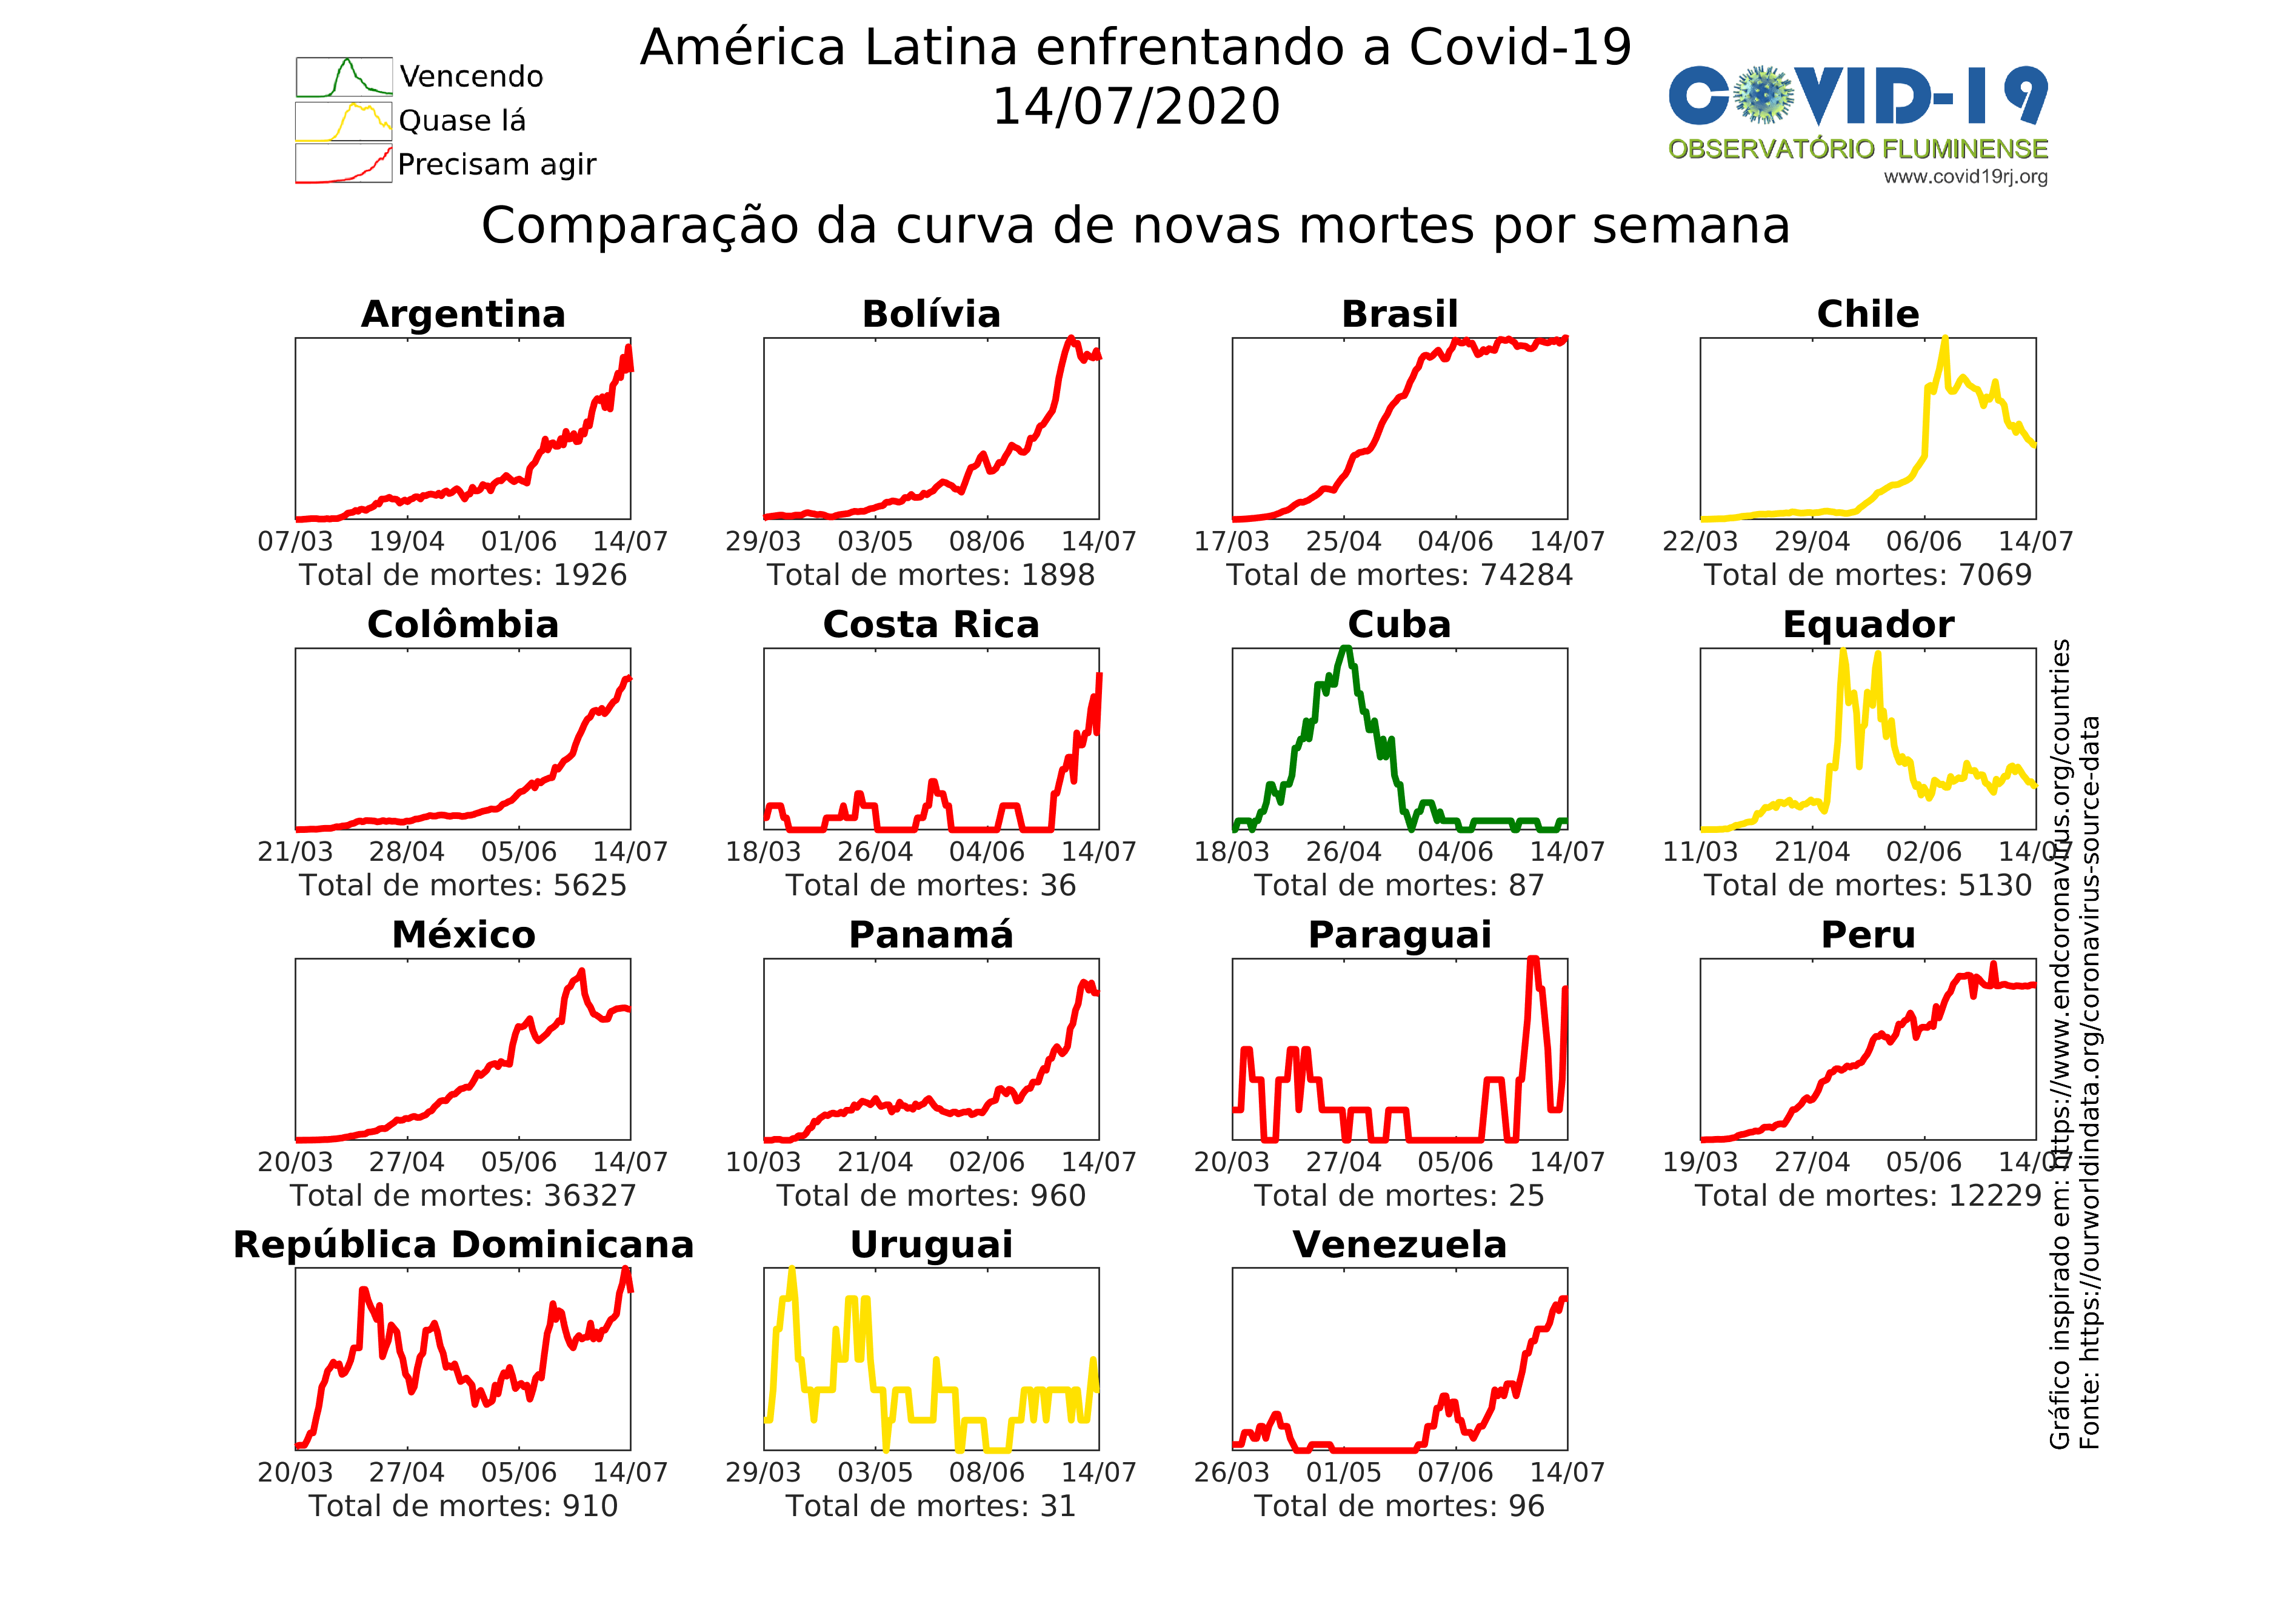 América Latina enfrentando a Covid-19
14/07/2020
Vencendo
Quase lá
Precisam agir
COVID-19
OBSERVATÓRIO FLUMINENSE
www.covid19rj.org
Comparação da curva de novas mortes por semana
Argentina
07/03 19/04 01/06 14/07
Total de mortes: 1926
Bolívia
29/03 03/05 08/06 14/07
Total de mortes: 1898
Brasil
17/03 25/04 04/06 14/07
Total de mortes: 74284
Chile
22/03 29/04 06/06 14/07
Total de mortes: 7069
Colômbia
21/03 28/04 05/06 14/07
Total de mortes: 5625
Costa Rica
18/03 26/04 04/06 14/07
Total de mortes: 36
Cuba
18/03 26/04 04/06 14/07
Total de mortes: 87
Equador
11/03 21/04 02/06 14/07
Total de mortes: 5130
México
20/03 27/04 05/06 14/07
Total de mortes: 36327
Panamá
10/03 21/04 02/06 14/07
Total de mortes: 960
Paraguai
20/03 27/04 05/06 14/07
Total de mortes: 25
Peru
19/03 27/04 05/06 14/07
Total de mortes: 12229
República Dominicana
20/03 27/04 05/06 14/07
Total de mortes: 910
Uruguai
29/03 03/05 08/06 14/07
Total de mortes: 31
Venezuela
26/03 01/05 07/06 14/07
Total de mortes: 96
Gráfico inspirado em: https://www.endcoronavirus.org/countries
Fonte: https://ourworldindata.org/coronavirus-source-data